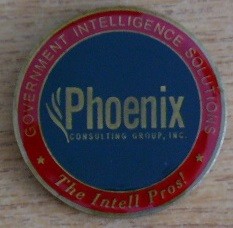 GOVERNMENT INTELLIGENCE SOLUTIONS
Phoenix
CONSULTING GROUP, INC.
The Intell Pros!